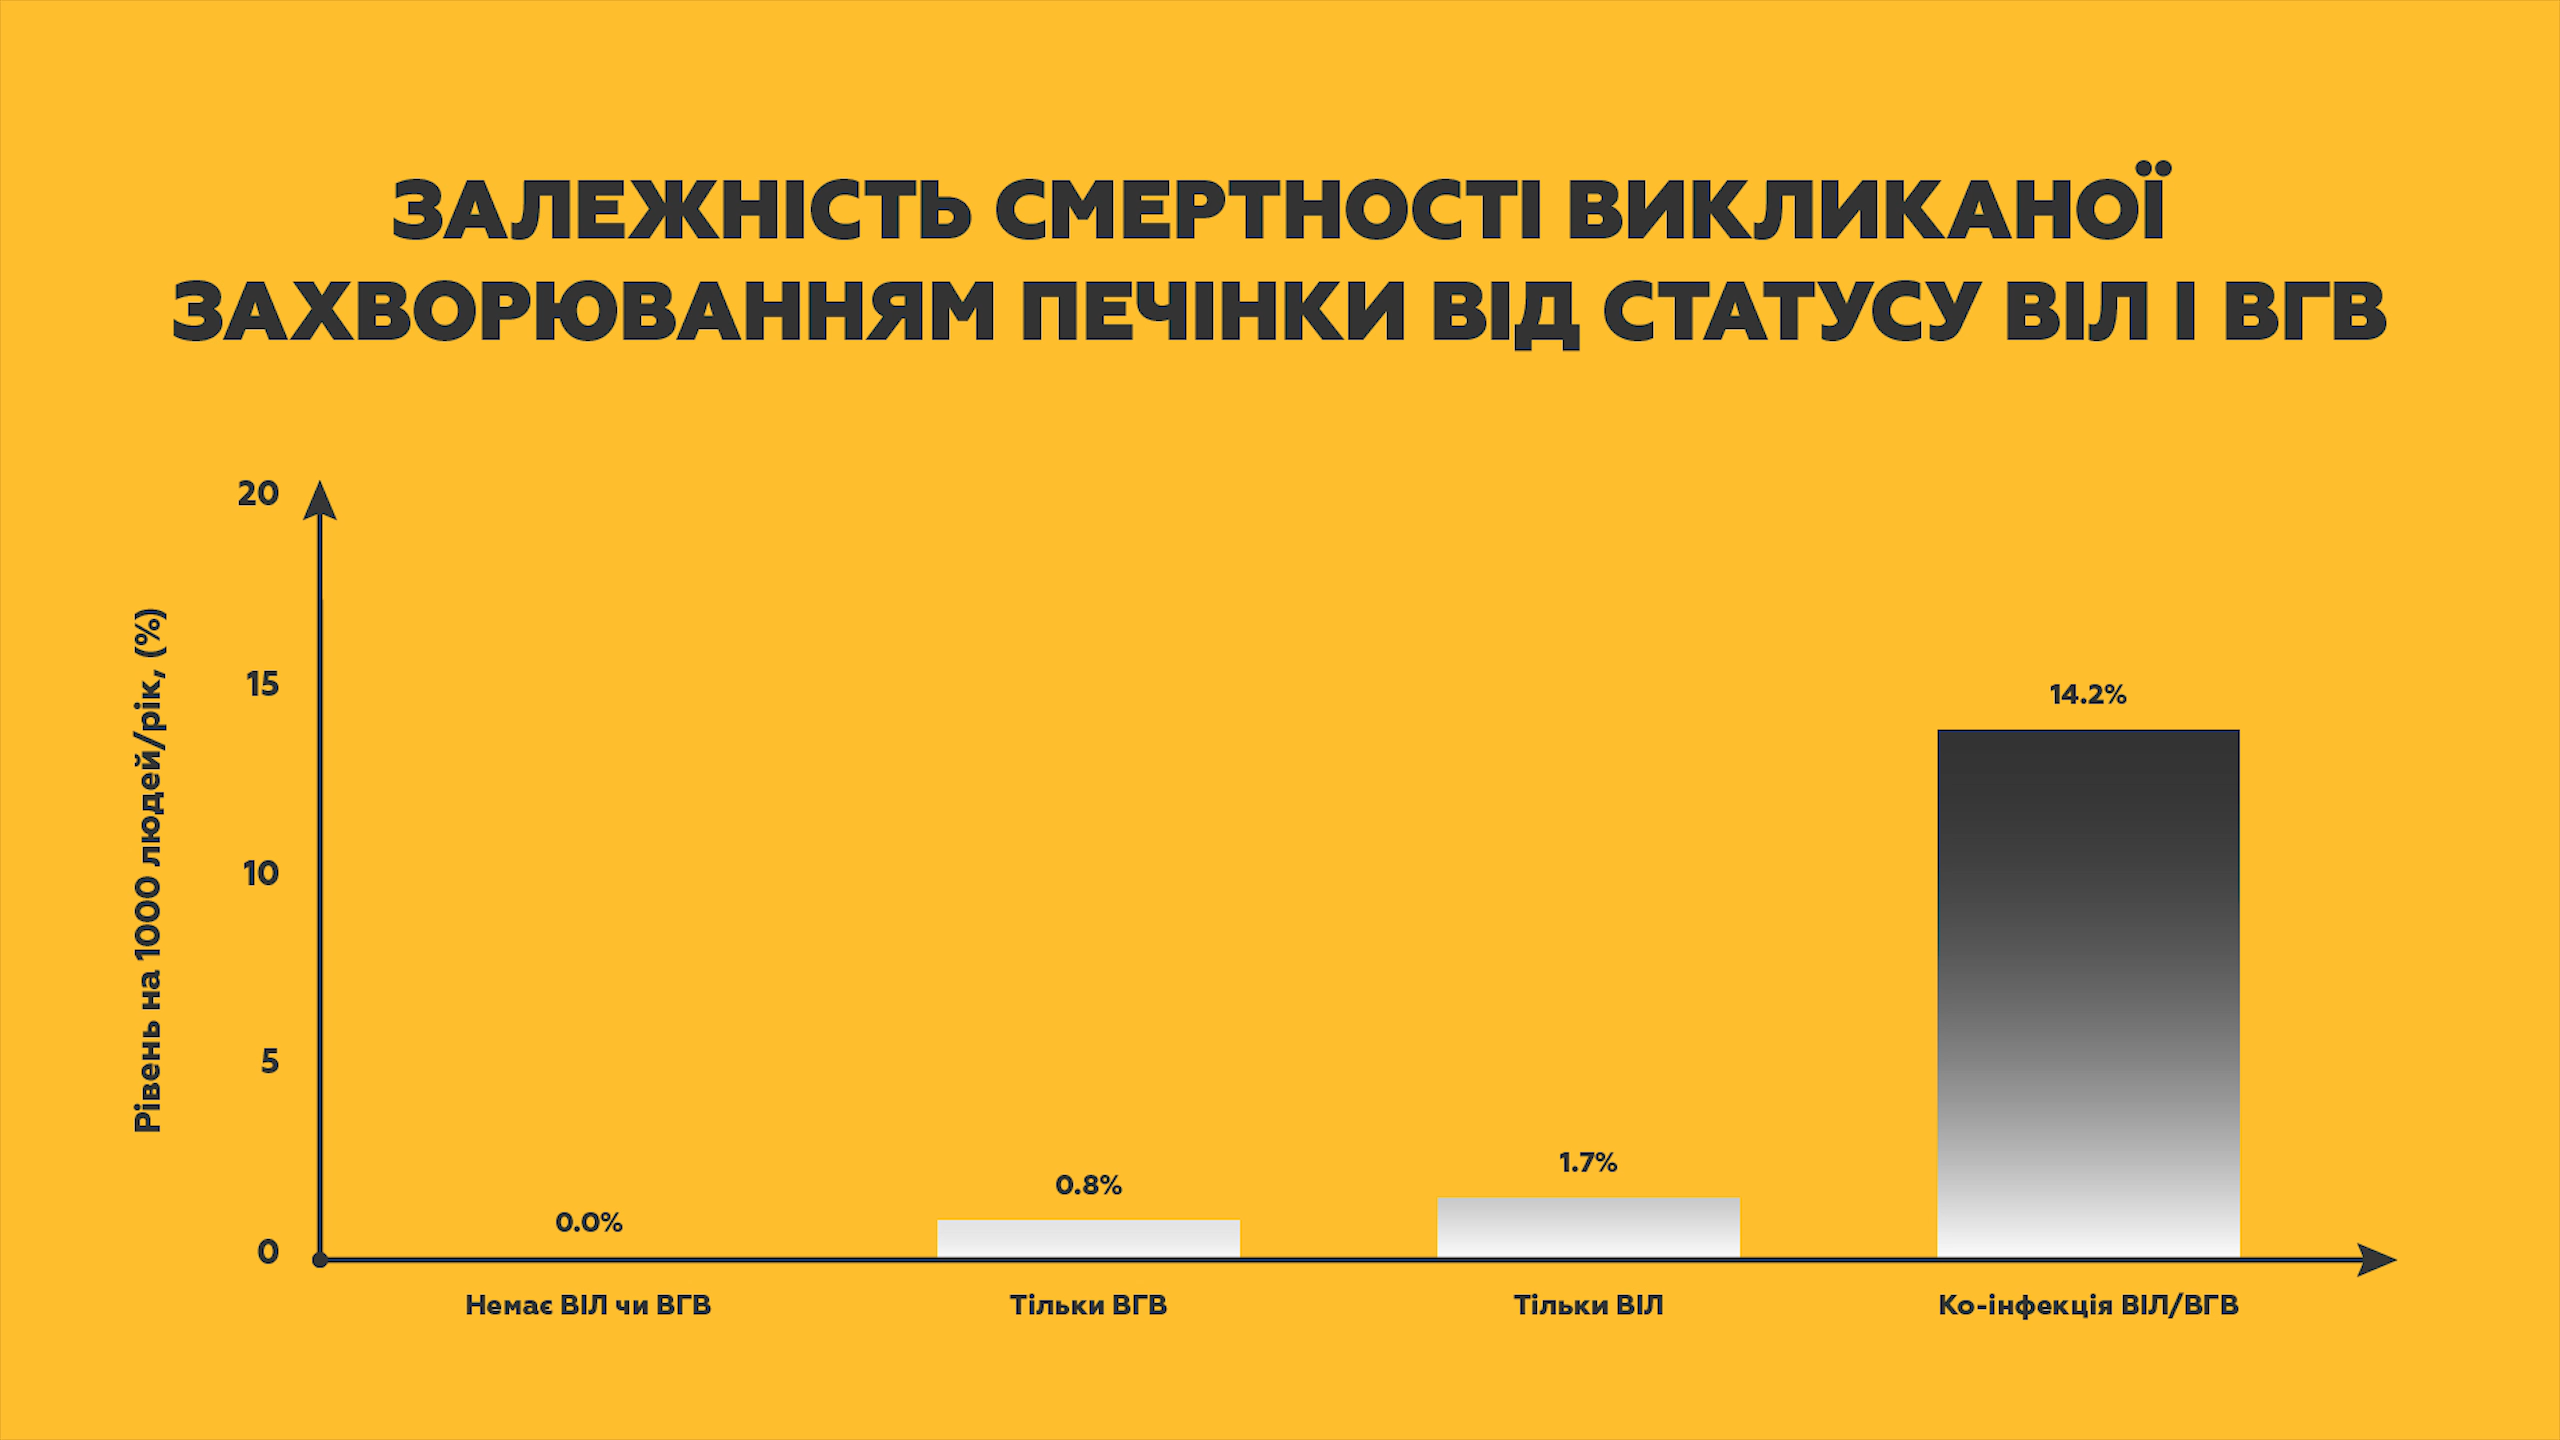 ЗАЛЕЖНІСТЬ СМЕРТНОСТІ ВИКЛИКАНОЇ
ЗАХВОРЮВАННЯМ ПЕЧІНКИ ВІД СТАТУСУ ВІЛ І ВГВ
Рівень на 1000 людей/рік, (%)
20
15
10
5
0
0.0%
0.8%
1.7%
14.2%
Немає ВІЛ чи ВГВ
Тільки ВГВ
Тільки ВІЛ
Ко-інфекція ВІЛ/ВГВ